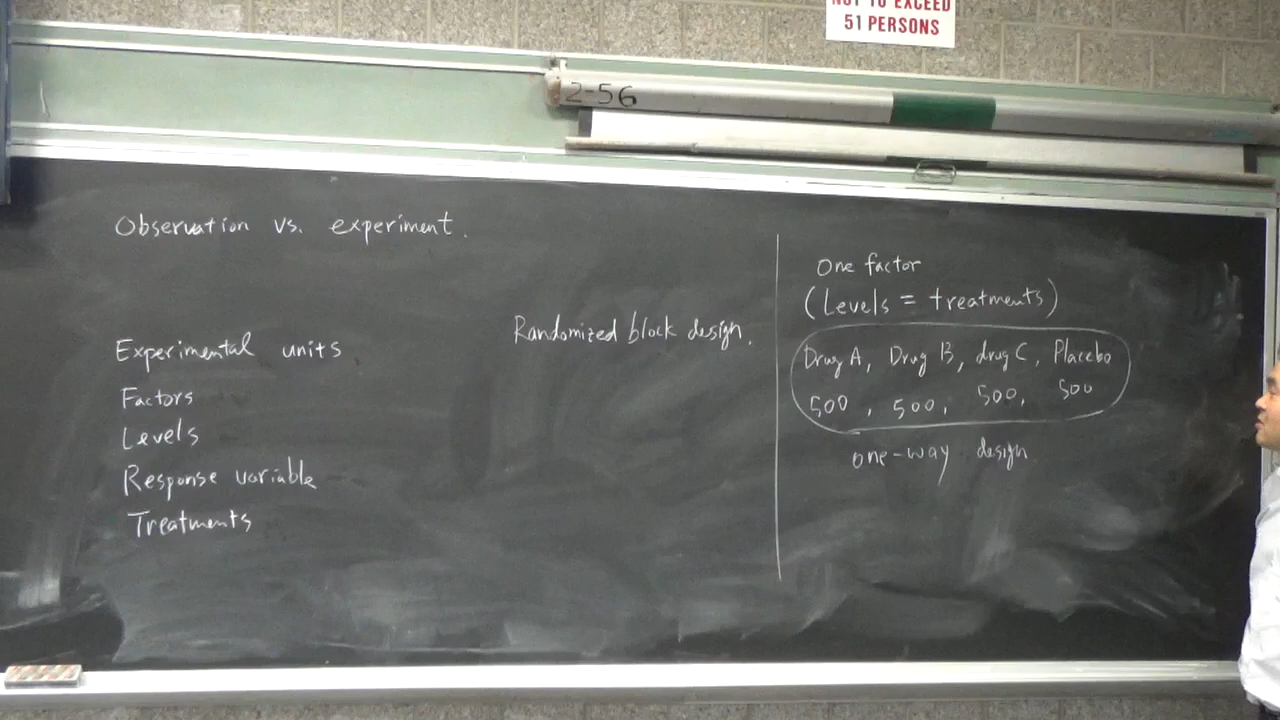 NOT TO EXCEED
51 PERSONS
2-56
Observation vs. experiment.
Experimental units
Factors
Levels
Response variable
Treatments
Randomized block design.
One factor
(Levels = treatments)
Drug A, Drug B, drug C, Placebo
500, 500, 500, 500
one-way design